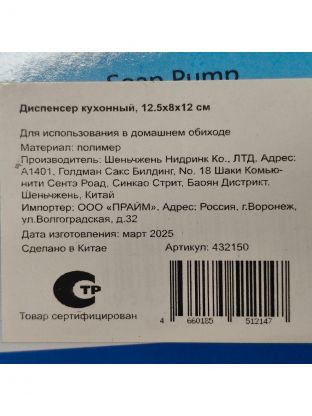 Soap Pump
Диспенсер кухонный, 12.5x8x12 см
Для использования в домашнем обиходе
Материал: полимер
Производитель: Шеньчжень Нидринк Ко., ЛТД, Адрес:
А1401, Голдман Сакс Билдинг, No. 18 Шаки Комью-
нити Сентэ Роад, Синкао Стрит, Баоян Дистрикт,
Шеньчжень, Китай
Импортер: ООО «ПРАЙМ». Адрес: Россия, г.Воронеж,
ул.Волгоградская, д.32
Дата изготовления: март 2025
Сделано в Китае Артикул: 432150
СТР
Товар сертифицирован
4 660185 512147